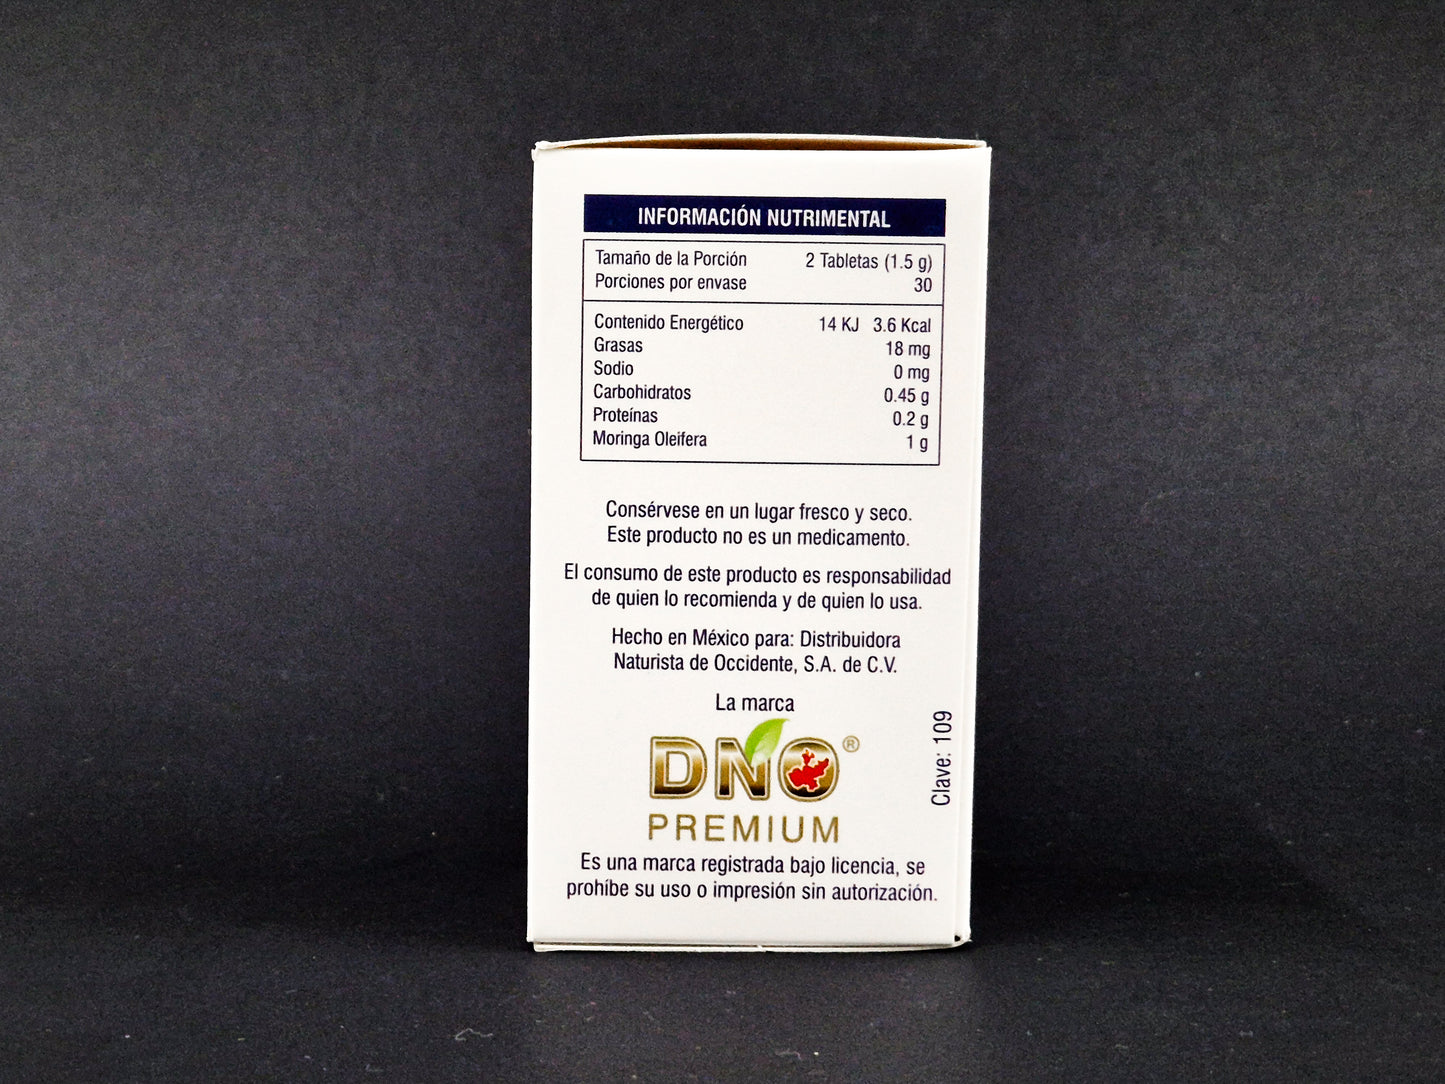 INFORMACIÓN NUTRIMENTAL
Tamaño de la Porción 2 Tabletas (1.5 g)
Porciones por envase 30
Contenido Energético 14 KJ 3.6 Kcal
Grasas 18 mg
Sodio 0 mg
Carbohidratos 0.45 g
Proteínas 0.2 g
Moringa Oleifera 1 g
Consérvese en un lugar fresco y seco.
Este producto no es un medicamento.
El consumo de este producto es responsabilidad
de quien lo recomienda y de quien lo usa.
Hecho en México para: Distribuidora
Naturista de Occidente, S.A. de C.V.
La marca
DNO®
PREMIUM
Es una marca registrada bajo licencia, se
prohíbe su uso o impresión sin autorización.
Clave: 109